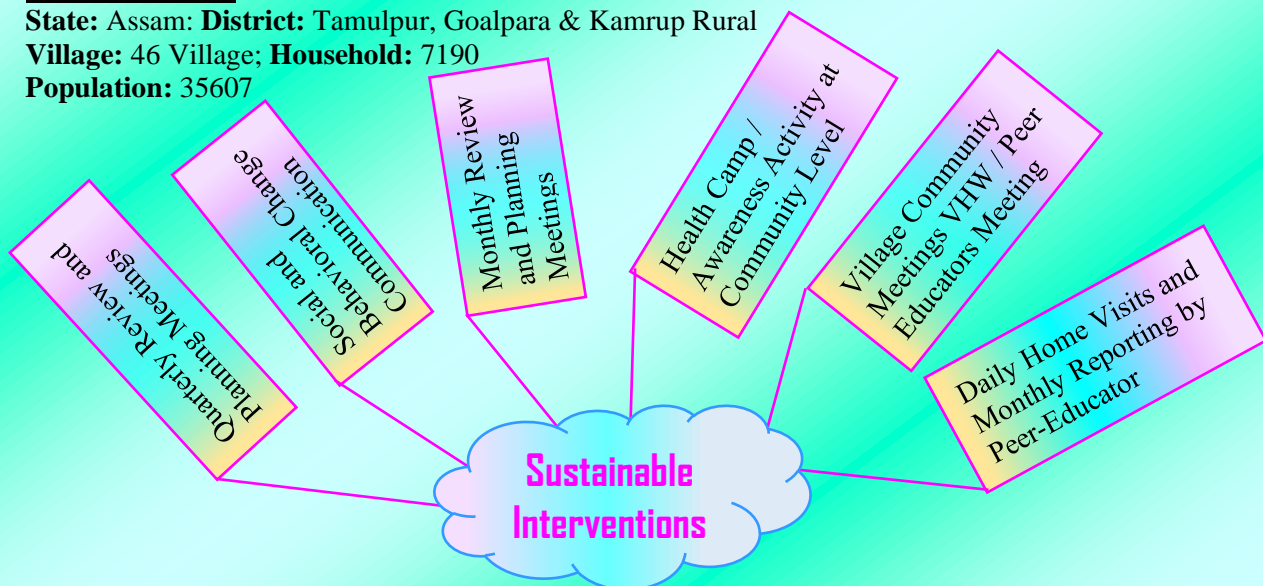 State: Assam: District: Tamulpur, Goalpara & Kamrup Rural
Village: 46 Village; Household: 7190
Population: 35607
Quarterly Review and
Planning Meetings
Social and
Behavioral Change
Communication
Monthly Review
and Planning
Meetings
Health Camp /
Awareness Activity at
Community Level
Village Community
Meetings VHW / Peer
Educators Meeting
Daily Home Visits and
Monthly Reporting by
Peer-Educator
Sustainable
Interventions